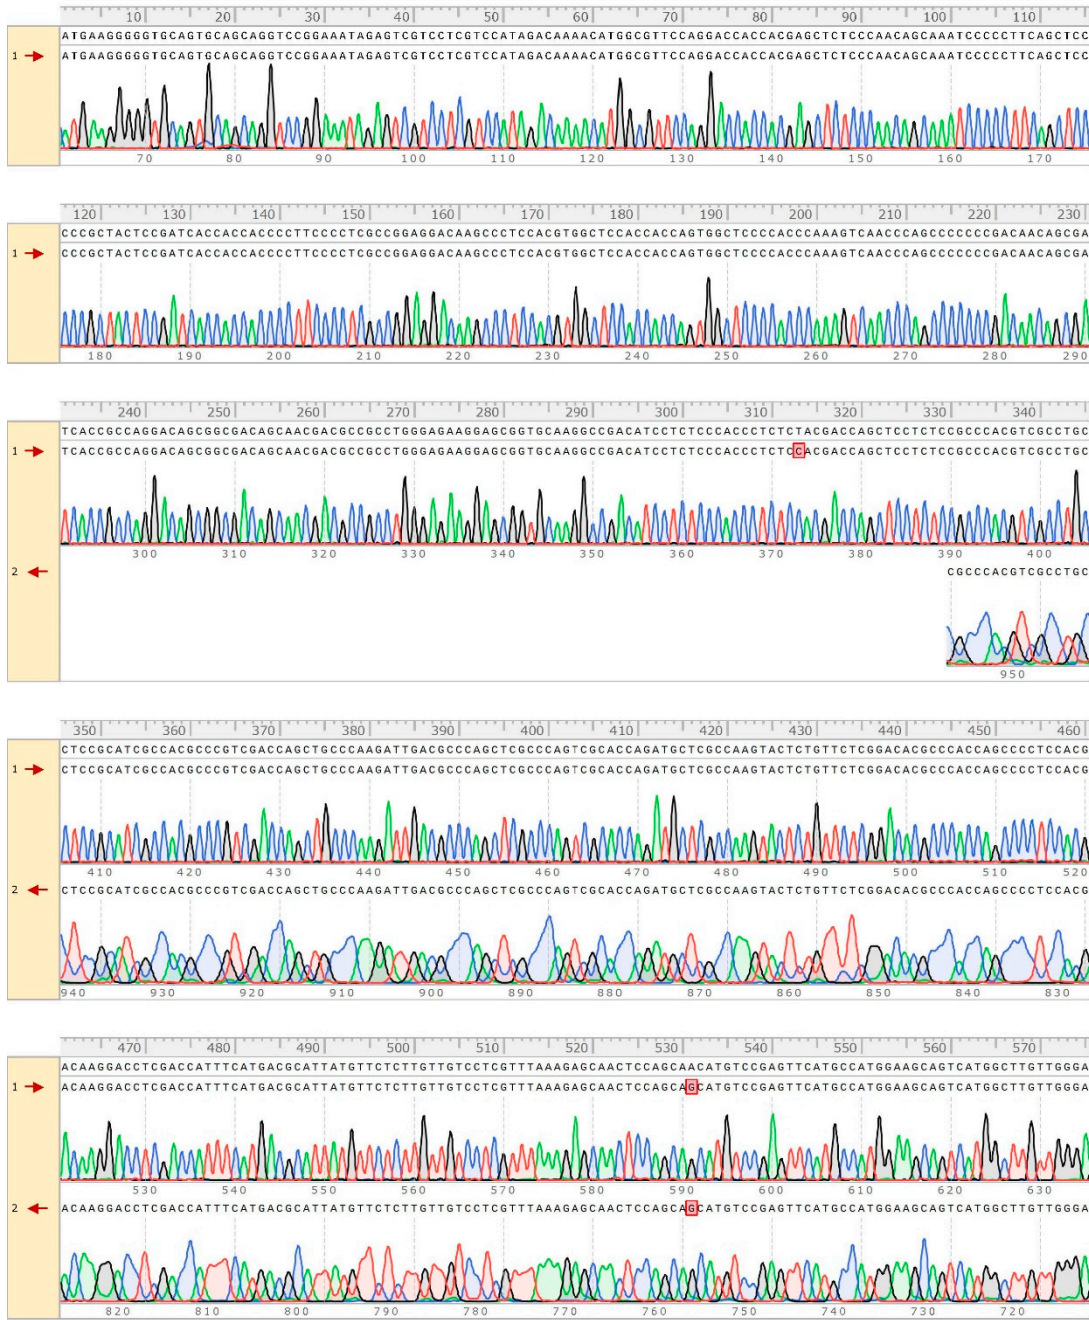 10 20 30 40 50 60 70 80 90 100 110
ATGAAGGGGGTGCAGTGCAGCAGGTCCGGAAATAGAGTCGTCCTCGTCCATAGACAAAACATGGCGTTCCAGGACCACCACGAGCTCTCCCAACAGCAAATCCCCCTTCAGCTCC
1 ATGAAGGGGGTGCAGTGCAGCAGGTCCGGAAATAGAGTCGTCCTCGTCCATAGACAAAACATGGCGTTCCAGGACCACCACGAGCTCTCCCAACAGCAAATCCCCCTTCAGCTCC
70 80 90 100 110 120 130 140 150 160 170
120 130 140 150 160 170 180 190 200 210 220 230
CCCGCTACTCCGATCACCACCACCCCTTCCCCTCGCCGGAGGACAAGCCCTCCACGTGGCTCCACCACCAGTGGCTCCCCACCCAAAGTCAACCCAGCCCCCCCGACAACAGCGA
1 CCCGCTACTCCGATCACCACCACCCCTTCCCCTCGCCGGAGGACAAGCCCTCCACGTGGCTCCACCACCAGTGGCTCCCCACCCAAAGTCAACCCAGCCCCCCCGACAACAGCGA
180 190 200 210 220 230 240 250 260 270 280 290
240 250 260 270 280 290 300 310 320 330 340
TCACCGCCAGGACAGCGGCGACAGCAACGACGCCGCCTGGGAGAAGGAGCGGTGCAAGGCCGACATCCTCTCCCACCCTCTCTACGACCAGCTCCTCTCCGCCCACGTCGCCTGC
1 TCACCGCCAGGACAGCGGCGACAGCAACGACGCCGCCTGGGAGAAGGAGCGGTGCAAGGCCGACATCCTCTCCCACCCTCTCCACGACCAGCTCCTCTCCGCCCACGTCGCCTGC
300 310 320 330 340 350 360 370 380 390 400
2 CGCCCACGTCGCCTGC
950
350 360 370 380 390 400 410 420 430 440 450 460
CTCCGCATCGCCACGCCCGTCGACCAGCTGCCCAAGATTGACGCCCAGCTCGCCCAGTCGCACCAGATGCTCGCCAAGTACTCTGTTCTCGGACACGCCCACCAGCCCCTCCACG
1 CTCCGCATCGCCACGCCCGTCGACCAGCTGCCCAAGATTGACGCCCAGCTCGCCCAGTCGCACCAGATGCTCGCCAAGTACTCTGTTCTCGGACACGCCCACCAGCCCCTCCACG
410 420 430 440 450 460 470 480 490 500 510 520
2 CTCCGCATCGCCACGCCCGTCGACCAGCTGCCCAAGATTGACGCCCAGCTCGCCCAGTCGCACCAGATGCTCGCCAAGTACTCTGTTCTCGGACACGCCCACCAGCCCCTCCACG
940 930 920 910 900 890 880 870 860 850 840 830
470 480 490 500 510 520 530 540 550 560 570
ACAAGGACCTCGACCATTTCATGACGCATTATGTTCTCTTGTTGTCCTCGTTTAAAGAGCAACTCCAGCAACATGTCCGAGTTCATGCCATGGAAGCAGTCATGGCTTGTTGGGA
1 ACAAGGACCTCGACCATTTCATGACGCATTATGTTCTCTTGTTGTCCTCGTTTAAAGAGCAACTCCAGCAGCATGTCCGAGTTCATGCCATGGAAGCAGTCATGGCTTGTTGGGA
530 540 550 560 570 580 590 600 610 620 630
2 ACAAGGACCTCGACCATTTCATGACGCATTATGTTCTCTTGTTGTCCTCGTTTAAAGAGCAACTCCAGCAGCATGTCCGAGTTCATGCCATGGAAGCAGTCATGGCTTGTTGGGA
820 810 800 790 780 770 760 750 740 730 720